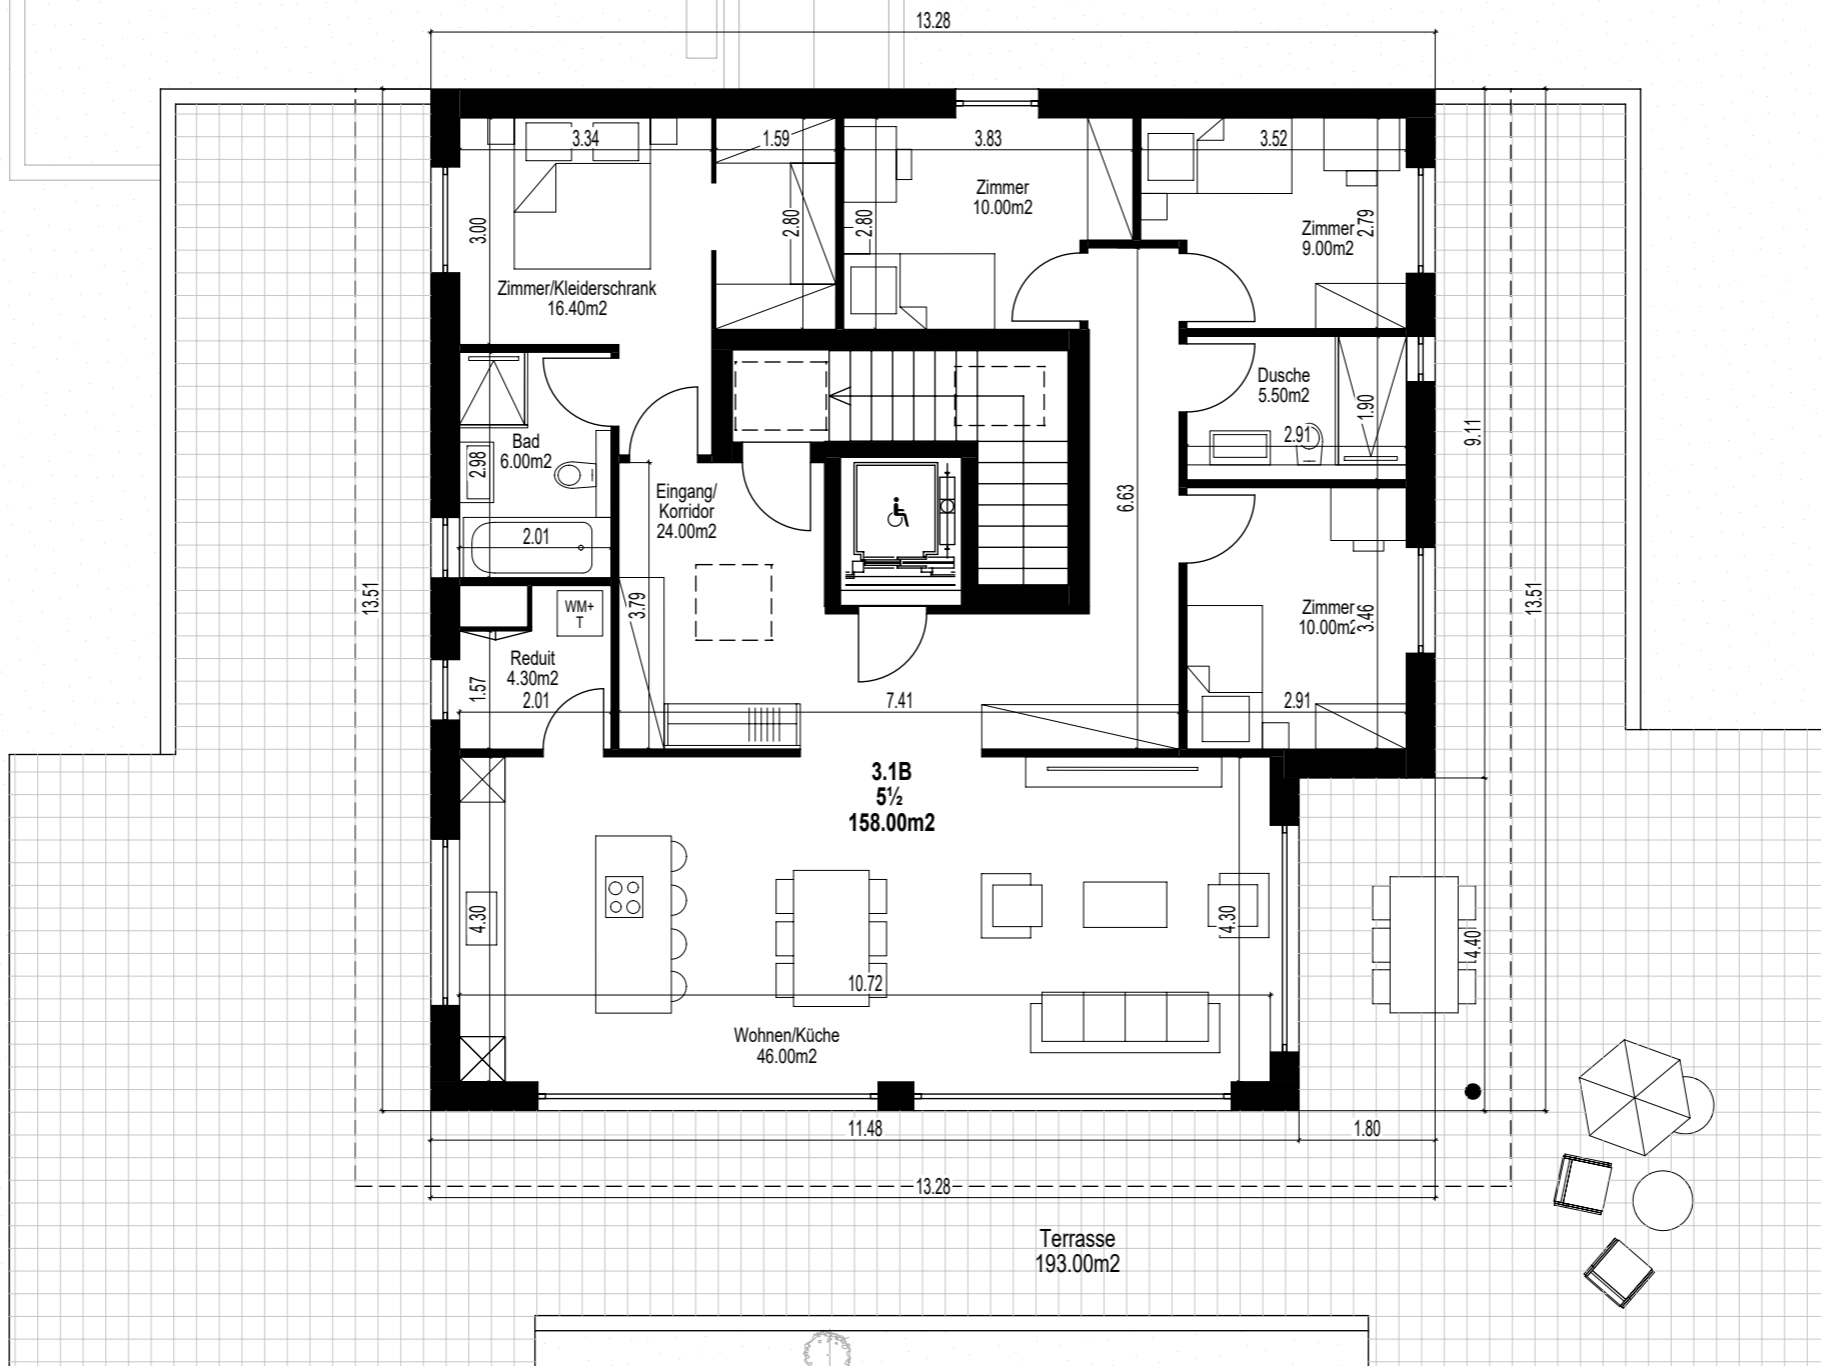 13.28
3.34
1.59
3.83
3.52
3.00
2.80
2.80
Zimmer
10.00m2
Zimmer
9.00m2
2.79
Zimmer/Kleiderschrank
16.40m2
Dusche
5.50m2
1.90
2.91
9.11
Bad
6.00m2
2.98
2.01
Eingang/
Korridor
24.00m2
6.63
13.51
3.79
WM+
T
Zimmer
10.00m2
3.46
13.51
Reduit
4.30m2
1.57
2.01
7.41
2.91
3.1B
5½
158.00m2
4.30
4.30
4.40
10.72
Wohnen/Küche
46.00m2
11.48
1.80
13.28
Terrasse
193.00m2